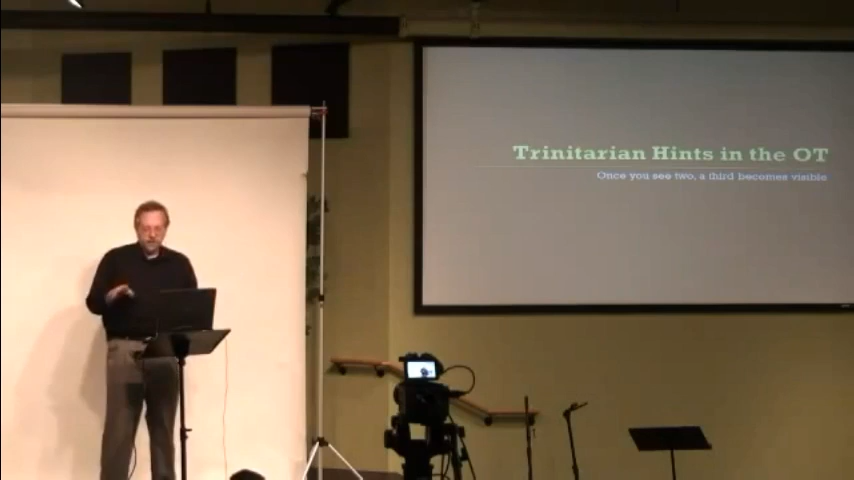 Trinitarian Hints in the OT
Once you see two, a third becomes visible